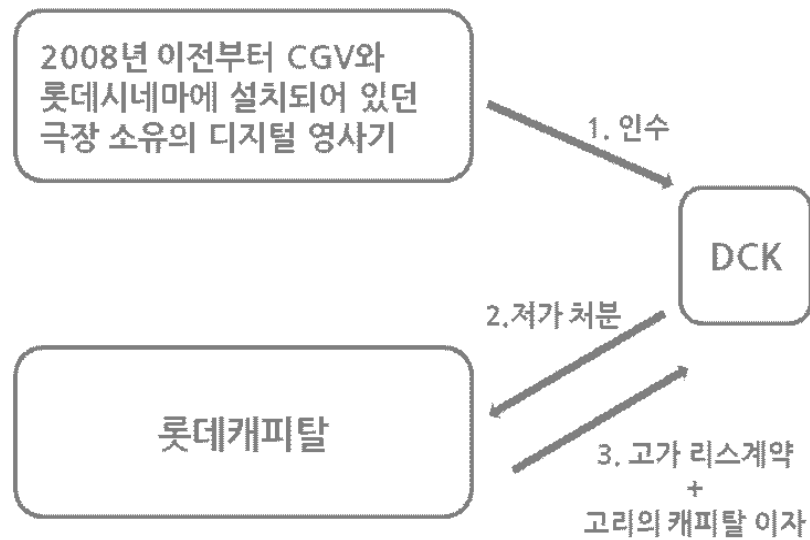 2008년 이전부터 CGV와
롯데시네마에 설치되어 있던
극장 소유의 디지털 영사기
1. 인수
DCK
2.저가 처분
롯데캐피탈
3. 고가 리스계약
+
고리의 캐피탈 이자